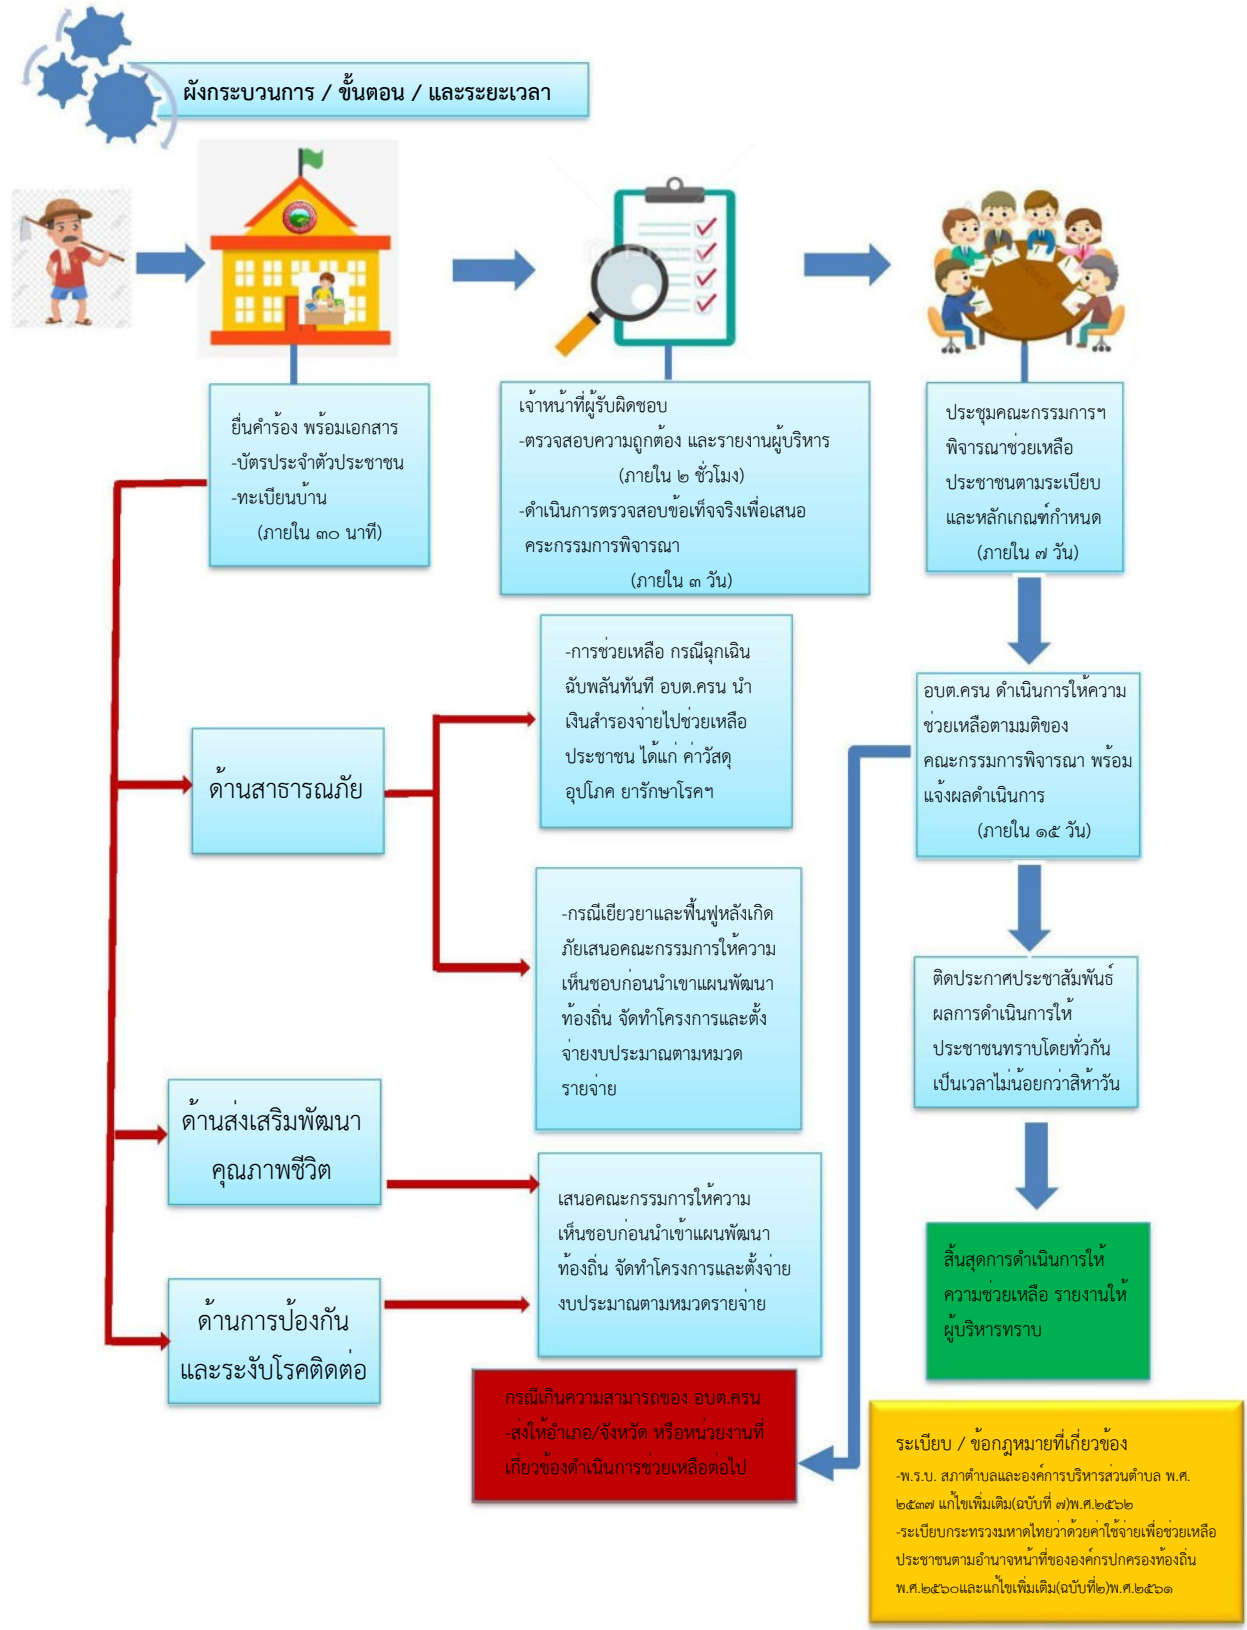 ผังกระบวนการ / ขั้นตอน / และระยะเวลา
ยื่นคำร้อง พร้อมเอกสาร
-บัตรประจำตัวประชาชน
-ทะเบียนบ้าน
(ภายใน ๓๐ นาที)
เจ้าหน้าที่ผู้รับผิดชอบ
-ตรวจสอบความถูกต้อง และรายงานผู้บริหาร
(ภายใน ๒ ชั่วโมง)
-ดำเนินการตรวจสอบข้อเท็จจริงเพื่อเสนอ
คระกรรมการพิจารณา
(ภายใน ๓ วัน)
ประชุมคณะกรรมการฯ
พิจารณาช่วยเหลือ
ประชาชนตามระเบียบ
และหลักเกณฑ์กำหนด
(ภายใน ๗ วัน)
-การช่วยเหลือ กรณีฉุกเฉิน
ฉับพลันทันที อบต.ครน นำ
เงินสำรองจ่ายไปช่วยเหลือ
ประชาชน ได้แก่ ค่าวัสดุ
อุปโภค ยารักษาโรคฯ
อบต.ครน ดำเนินการให้ความ
ช่วยเหลือตามมติของ
คณะกรรมการพิจารณา พร้อม
แจ้งผลดำเนินการ
(ภายใน ๑๕ วัน)
ด้านสาธารณภัย
-กรณีเยียวยาและฟื้นฟูหลังเกิด
ภัยเสนอคณะกรรมการให้ความ
เห็นชอบก่อนนำเขาแผนพัฒนา
ท้องถิ่น จัดทำโครงการและตั้ง
จ่ายงบประมาณตามหมวด
รายจ่าย
ติดประกาศประชาสัมพันธ์
ผลการดำเนินการให้
ประชาชนทราบโดยทั่วกัน
เป็นเวลาไม่น้อยกว่าสิห้าวัน
ด้านส่งเสริมพัฒนา
คุณภาพชีวิต
เสนอคณะกรรมการให้ความ
เห็นชอบก่อนนำเข้าแผนพัฒนา
ท้องถิ่น จัดทำโครงการและตั้งจ่าย
งบประมาณตามหมวดรายจ่าย
ด้านการป้องกัน
และระงับโรคติดต่อ
สิ้นสุดการดำเนินการให้
ความช่วยเหลือ รายงานให้
ผู้บริหารทราบ
กรณีเกินความสามารถของ อบต.ครน
-ส่งให้อำเภอ/จังหวัด หรือหน่วยงานที่
เกี่ยวข้องดำเนินการช่วยเหลือต่อไป
ระเบียบ / ข้อกฎหมายที่เกี่ยวข้อง
-พ.ร.บ. สภาตำบลและองค์การบริหารส่วนตำบล พ.ศ.
๒๕๓๗ แก้ไขเพิ่มเติม(ฉบับที่ ๗)พ.ศ.๒๕๖๒
-ระเบียบกระทรวงมหาดไทยว่าด้วยค่าใช้จ่ายเพื่อช่วยเหลือ
ประชาชนตามอำนาจหน้าที่ขององค์กรปกครองท้องถิ่น
พ.ศ.๒๕๖๐และแก้ไขเพิ่มเติม(ฉบับที่๒)พ.ศ.๒๕๖๑